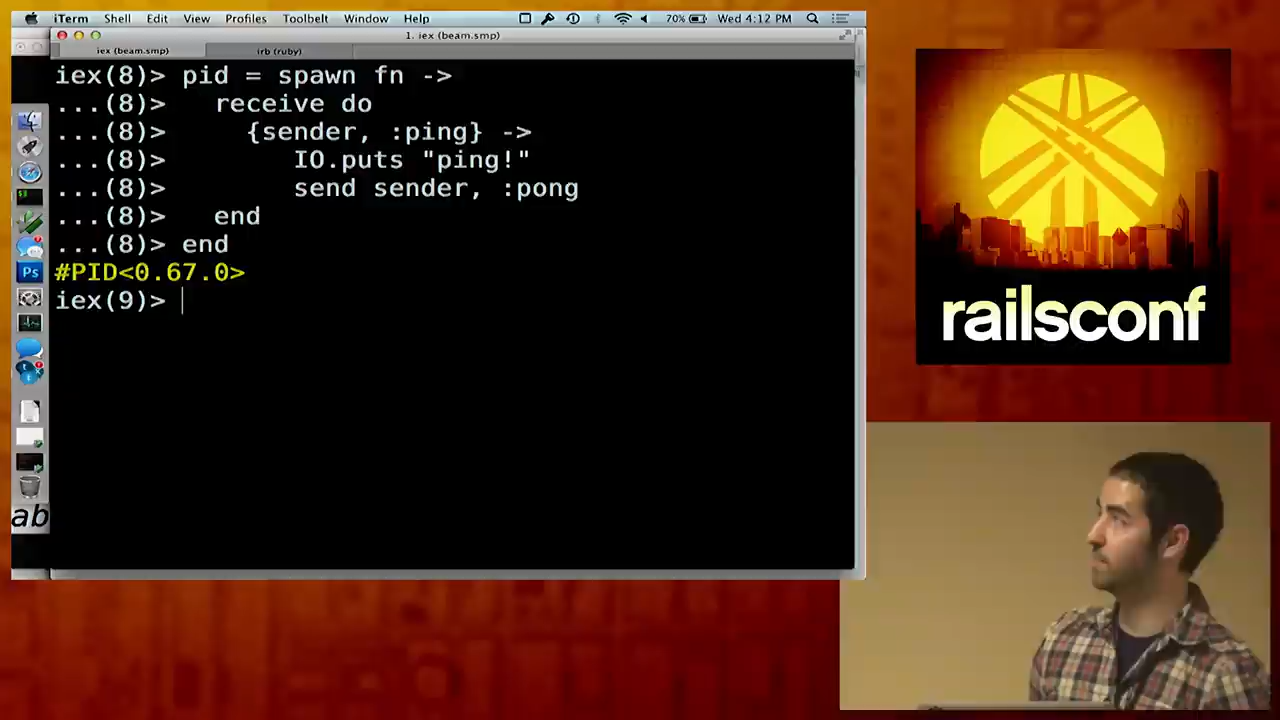 iTerm Shell Edit View Profiles Toolbelt Window Help 70% Wed 4:12 PM
1. iex (beam.smp)
iex (beam.smp) irb (ruby)
iex(8)> pid = spawn fn ->
...(8)>   receive do
...(8)>     {sender, :ping} ->
...(8)>        IO.puts "ping!"
...(8)>        send sender, :pong
...(8)>   end
...(8)> end
#PID<0.67.0>
iex(9)>
Ps
ab
railsconf